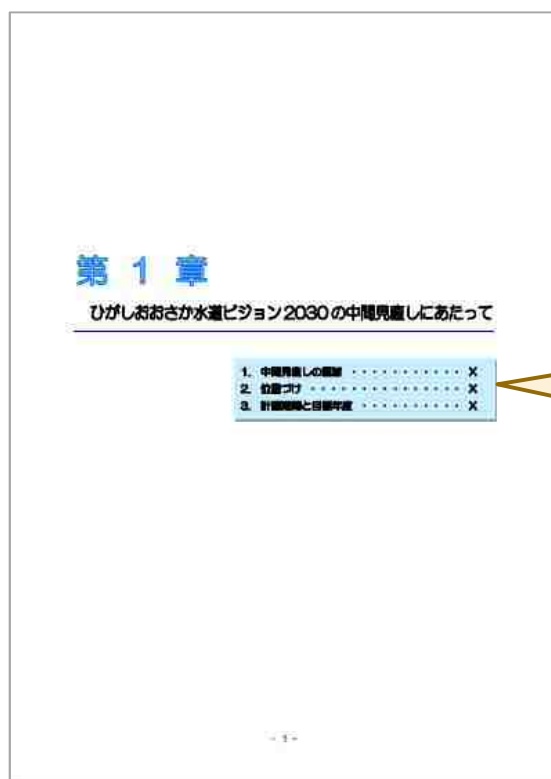 第 1 章
ひがしおおさか水道ビジョン2030の中間見直しにあたって
1. 中間見直しの ・・・・・・・・・・・ X
2. 位置づけ ・・・・・・・・・・・・・・・ X
3. 計画期間と目標年度 ・・・・・・・・・・ X
- 1 -